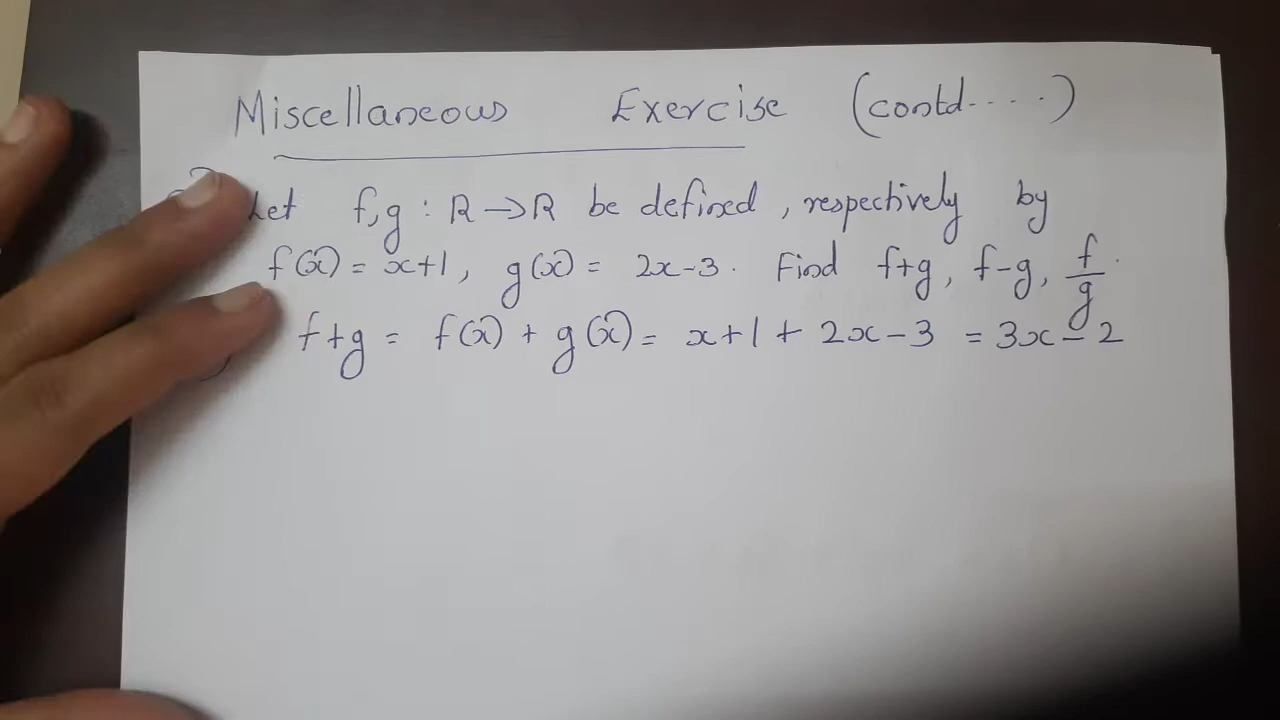 Miscellaneous Exercise (contd....)
Let f,g : R→R be defined, respectively by
f(x) = x+1, g(x) = 2x-3. Find f+g, f-g, f/g.
f+g = f(x) + g(x) = x+1 + 2x-3 = 3x-2